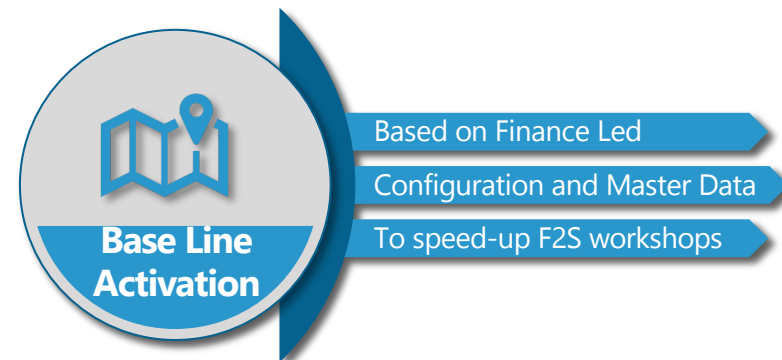 Base Line
Activation
Based on Finance Led
Configuration and Master Data
To speed-up F2S workshops